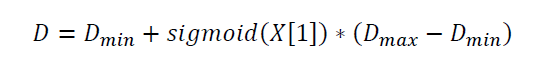 D = D_min + sigmoid(X[1]) ∗ (D_max − D_min)